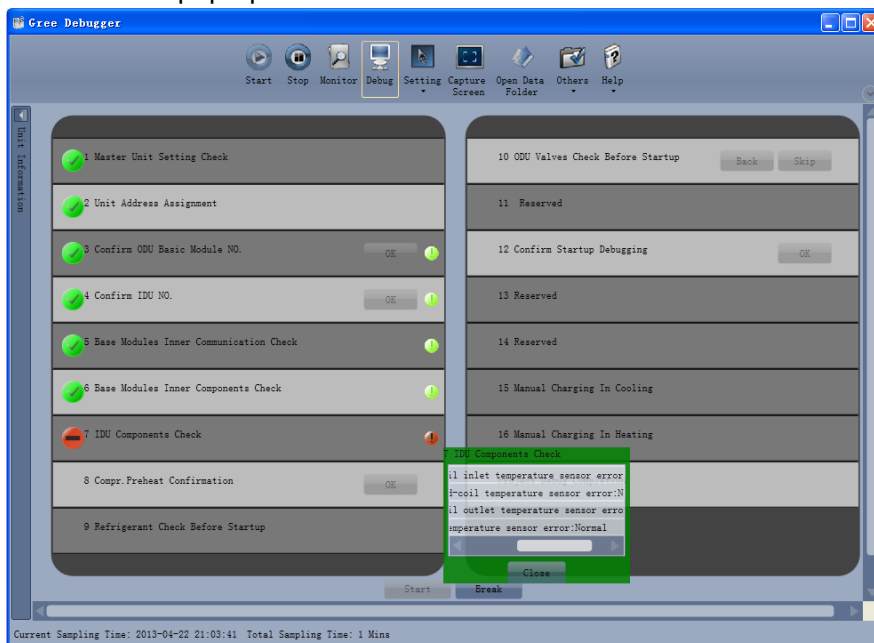 Gree Debugger
Start Stop Monitor Debug Setting Capture Screen Open Data Folder Others Help
Unit Information
1 Master Unit Setting Check
2 Unit Address Assignment
3 Confirm ODU Basic Module NO. OK
4 Confirm IDU NO. OK
5 Base Modules Inner Communication Check
6 Base Modules Inner Components Check
7 IDU Components Check
8 Compr.Preheat Confirmation OK
9 Refrigerant Check Before Startup
10 ODU Valves Check Before Startup Back Skip
11 Reserved
12 Confirm Startup Debugging OK
13 Reserved
14 Reserved
15 Manual Charging In Cooling
16 Manual Charging In Heating
7 IDU Components Check
il inlet temperature sensor error
d-coil temperature sensor error:N
il outlet temperature sensor erro
emperature sensor error:Normal
Close
Start Break
Current Sampling Time: 2013-04-22 21:03:41 Total Sampling Time: 1 Mins